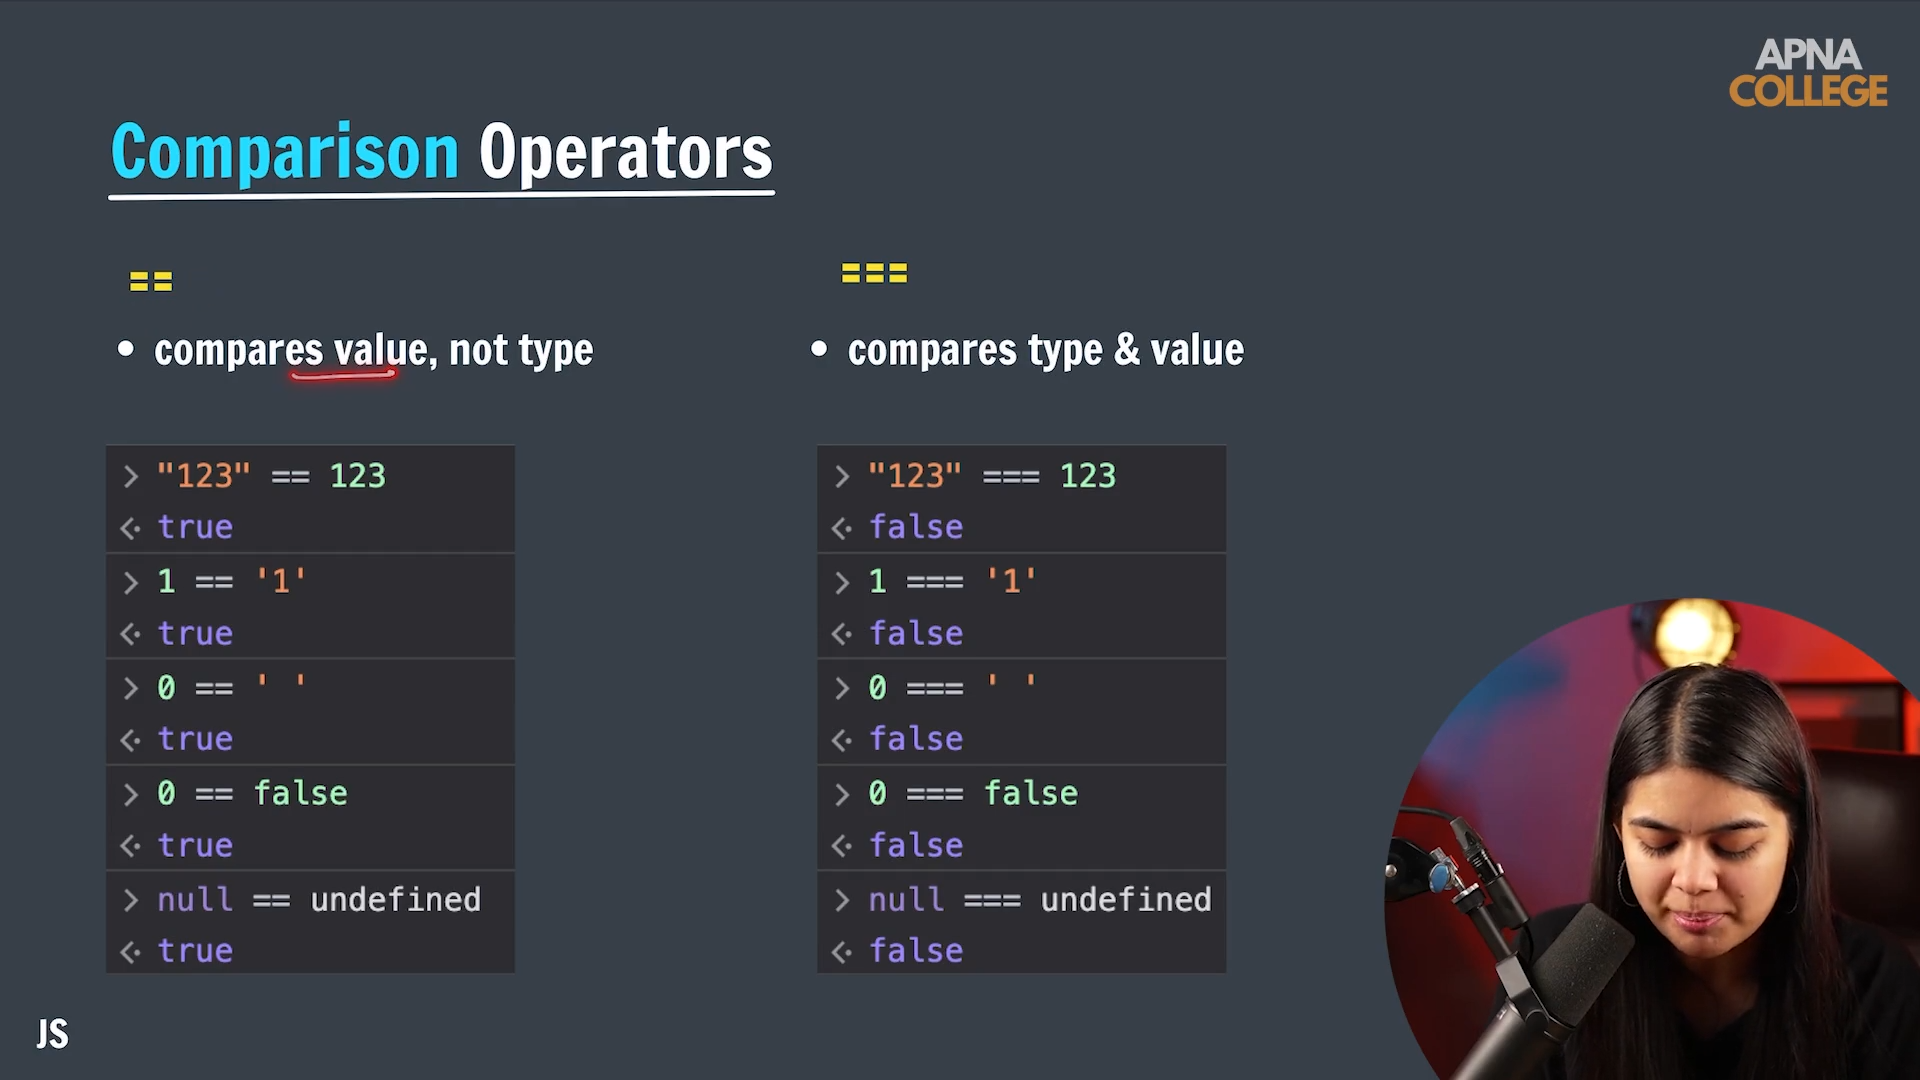 APNA
COLLEGE
Comparison Operators
==
• compares value, not type
> "123" == 123
<· true
> 1 == '1'
<· true
> 0 == ' '
<· true
> 0 == false
<· true
> null == undefined
<· true
===
• compares type & value
> "123" === 123
<· false
> 1 === '1'
<· false
> 0 === ' '
<· false
> 0 === false
<· false
> null === undefined
<· false
JS